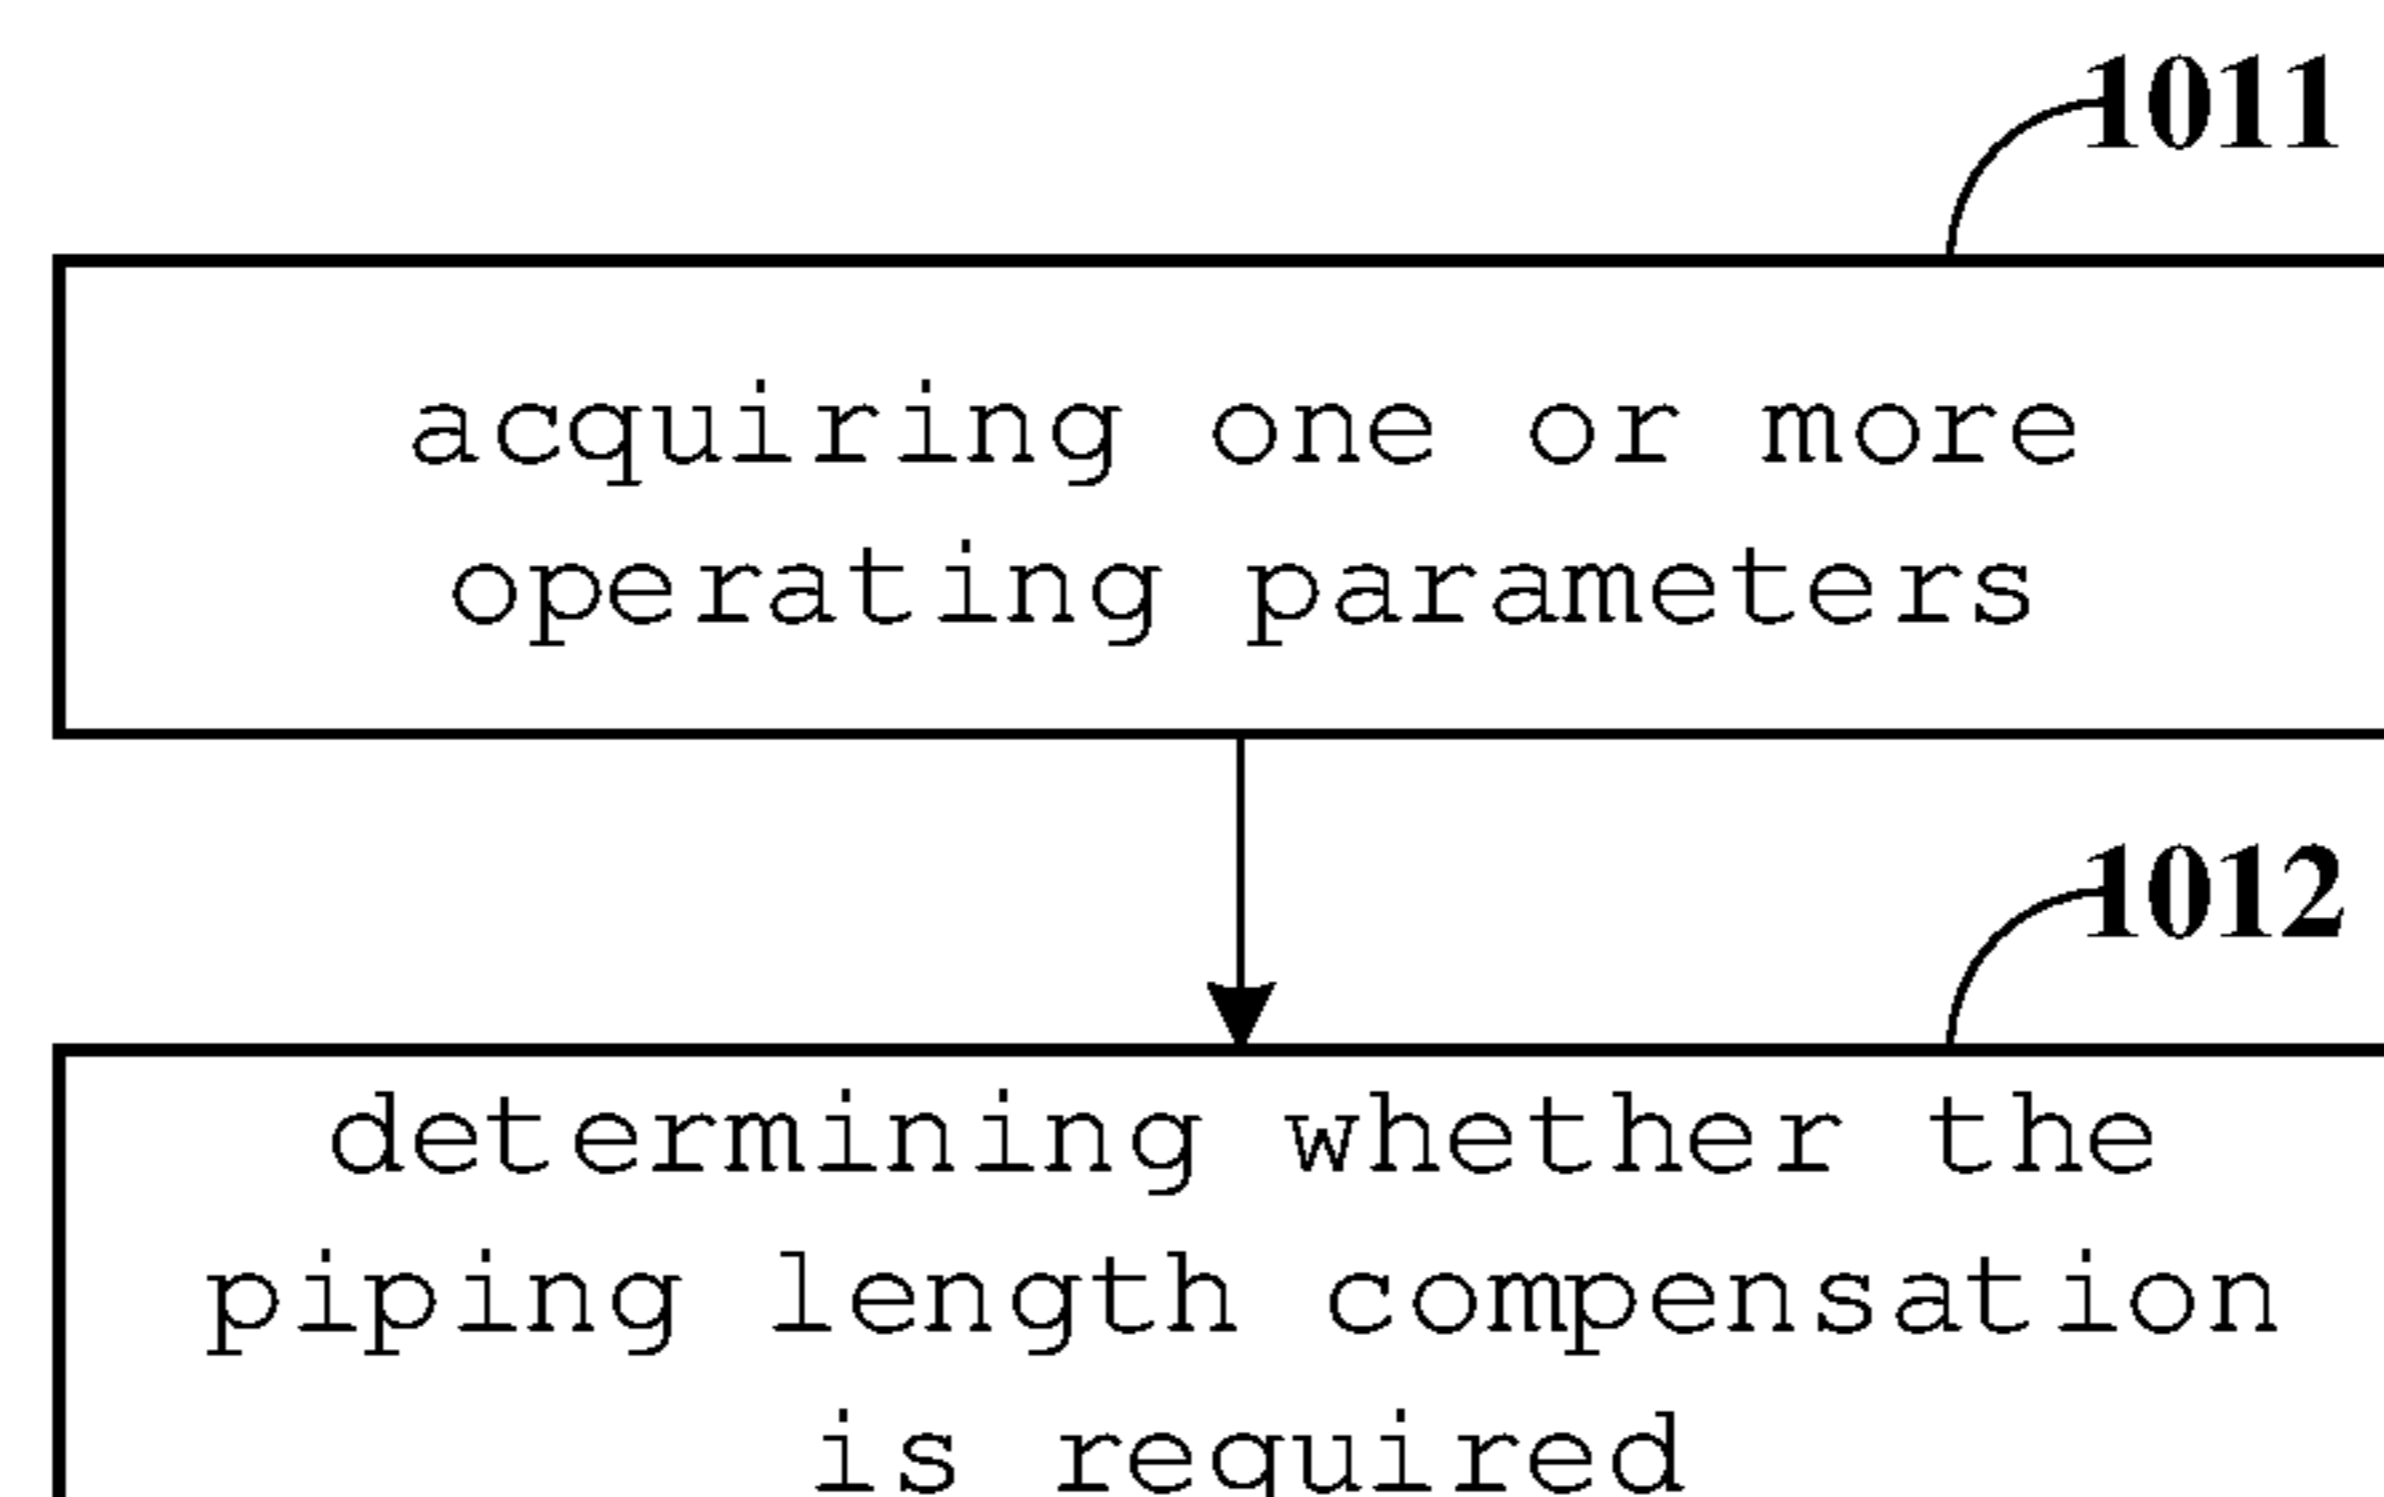 1011
acquiring one or more
operating parameters
1012
determining whether the
piping length compensation
is required